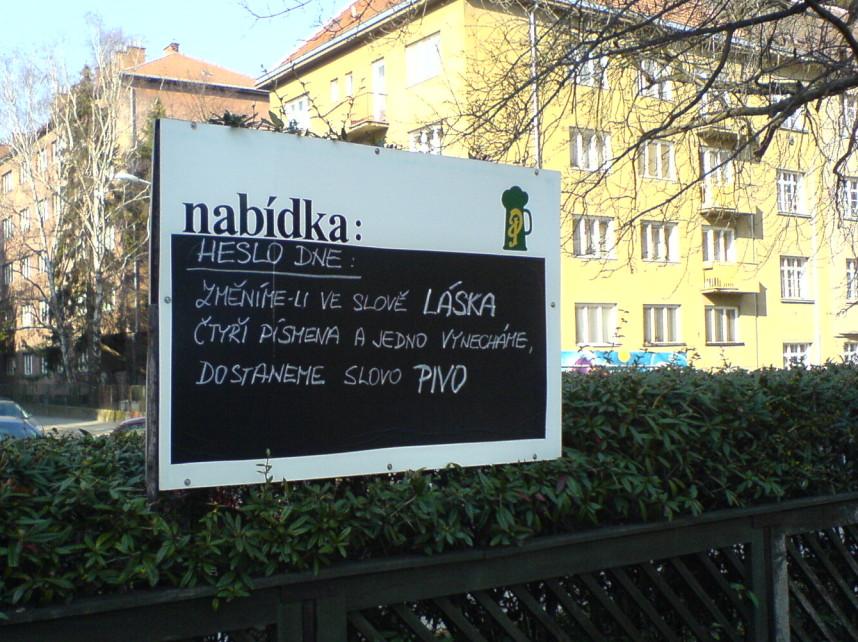 nabídka:
HESLO DNE:
ZMĚNÍME-LI VE SLOVĚ LÁSKA
ČTYŘI PÍSMENA A JEDNO VYNECHÁME,
DOSTANEME SLOVO PIVO